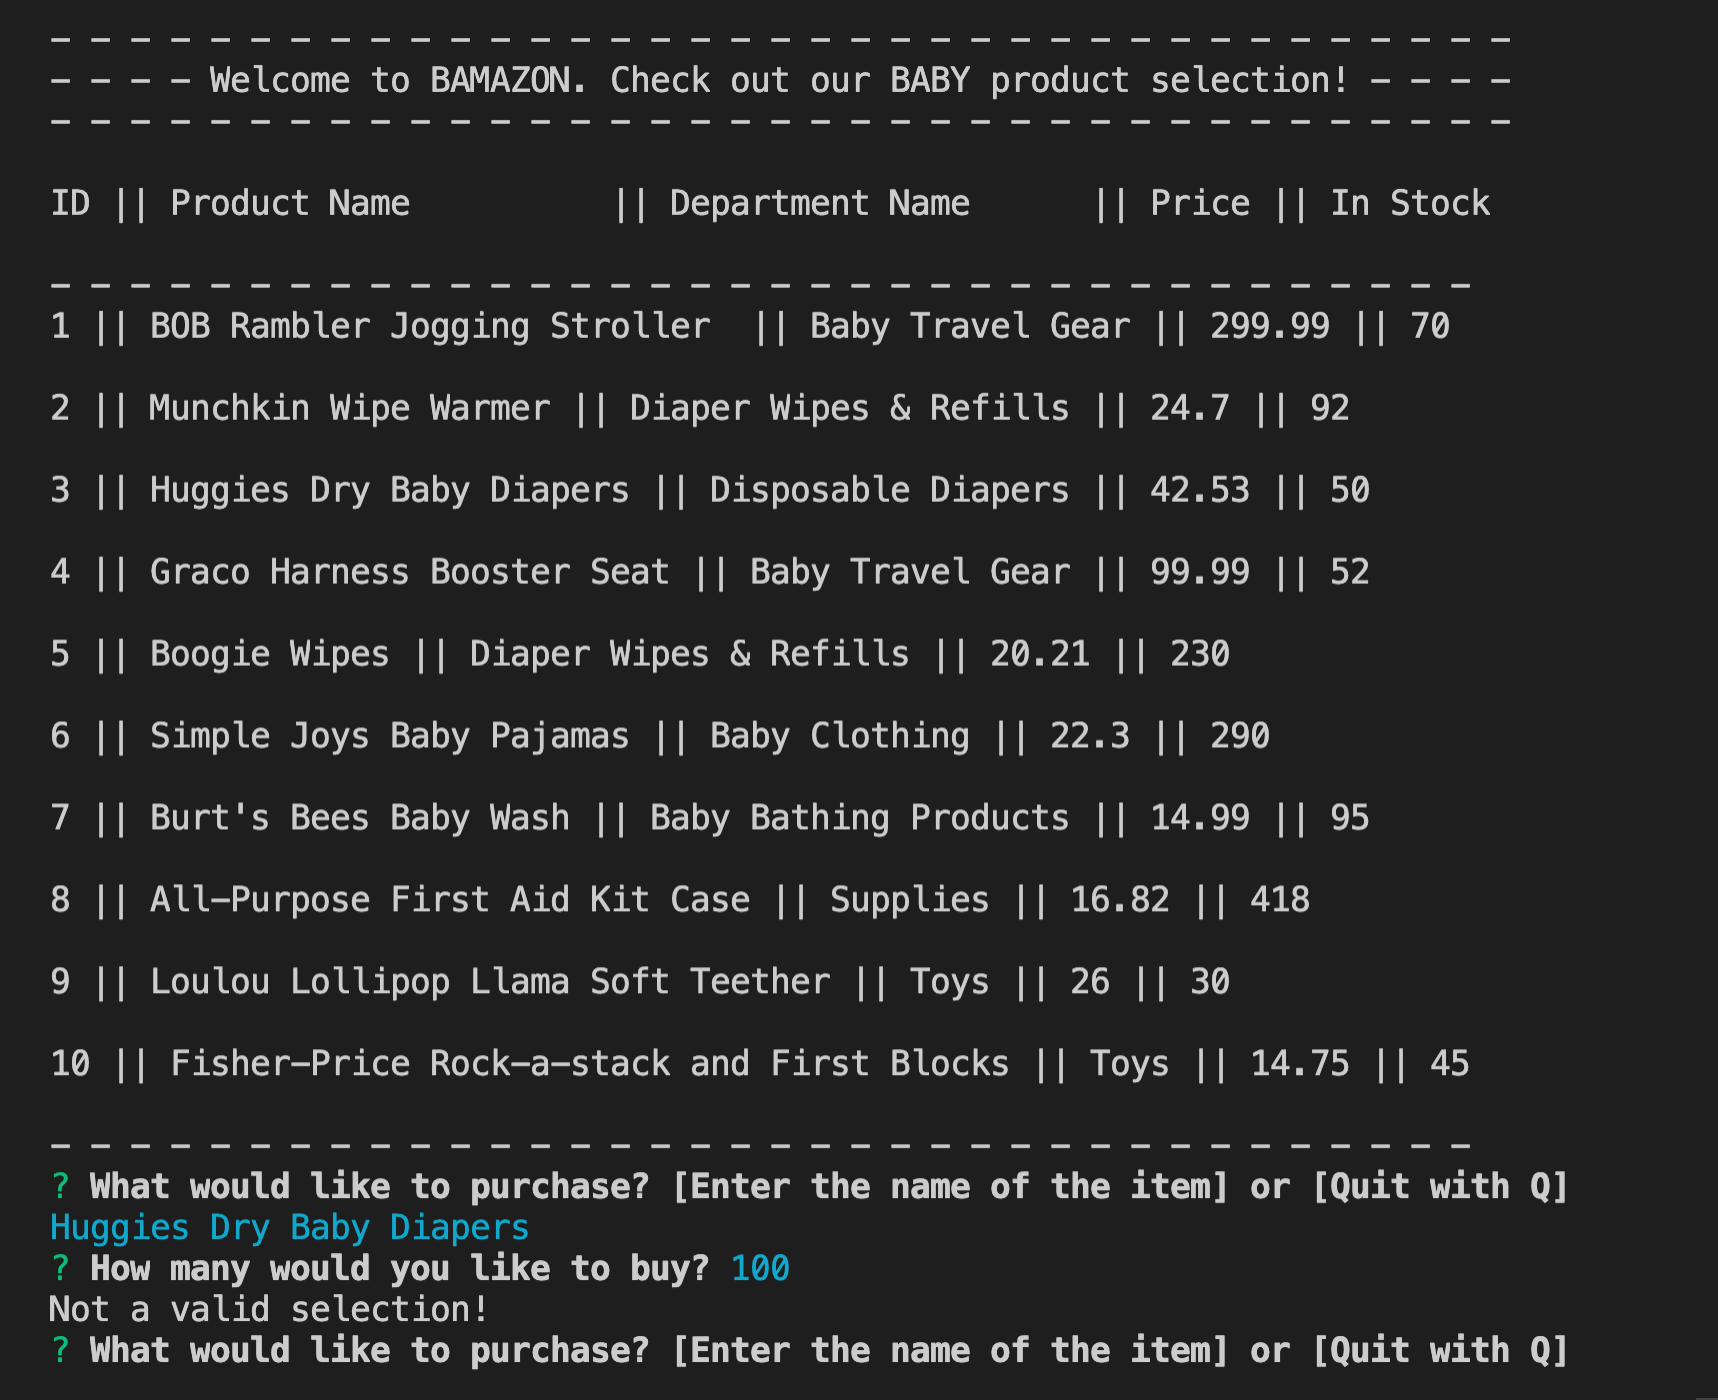 - - - - - - - - - - - - - - - - - - - - - - - - - - - - - - - - - - - - -
- - - - Welcome to BAMAZON. Check out our BABY product selection! - - - -
- - - - - - - - - - - - - - - - - - - - - - - - - - - - - - - - - - - - -
ID || Product Name || Department Name || Price || In Stock
- - - - - - - - - - - - - - - - - - - - - - - - - - - - - - - - - - - -
1 || BOB Rambler Jogging Stroller || Baby Travel Gear || 299.99 || 70
2 || Munchkin Wipe Warmer || Diaper Wipes & Refills || 24.7 || 92
3 || Huggies Dry Baby Diapers || Disposable Diapers || 42.53 || 50
4 || Graco Harness Booster Seat || Baby Travel Gear || 99.99 || 52
5 || Boogie Wipes || Diaper Wipes & Refills || 20.21 || 230
6 || Simple Joys Baby Pajamas || Baby Clothing || 22.3 || 290
7 || Burt's Bees Baby Wash || Baby Bathing Products || 14.99 || 95
8 || All-Purpose First Aid Kit Case || Supplies || 16.82 || 418
9 || Loulou Lollipop Llama Soft Teether || Toys || 26 || 30
10 || Fisher-Price Rock-a-stack and First Blocks || Toys || 14.75 || 45
- - - - - - - - - - - - - - - - - - - - - - - - - - - - - - - - - - - -
? What would like to purchase? [Enter the name of the item] or [Quit with Q]
Huggies Dry Baby Diapers
? How many would you like to buy? 100
Not a valid selection!
? What would like to purchase? [Enter the name of the item] or [Quit with Q]